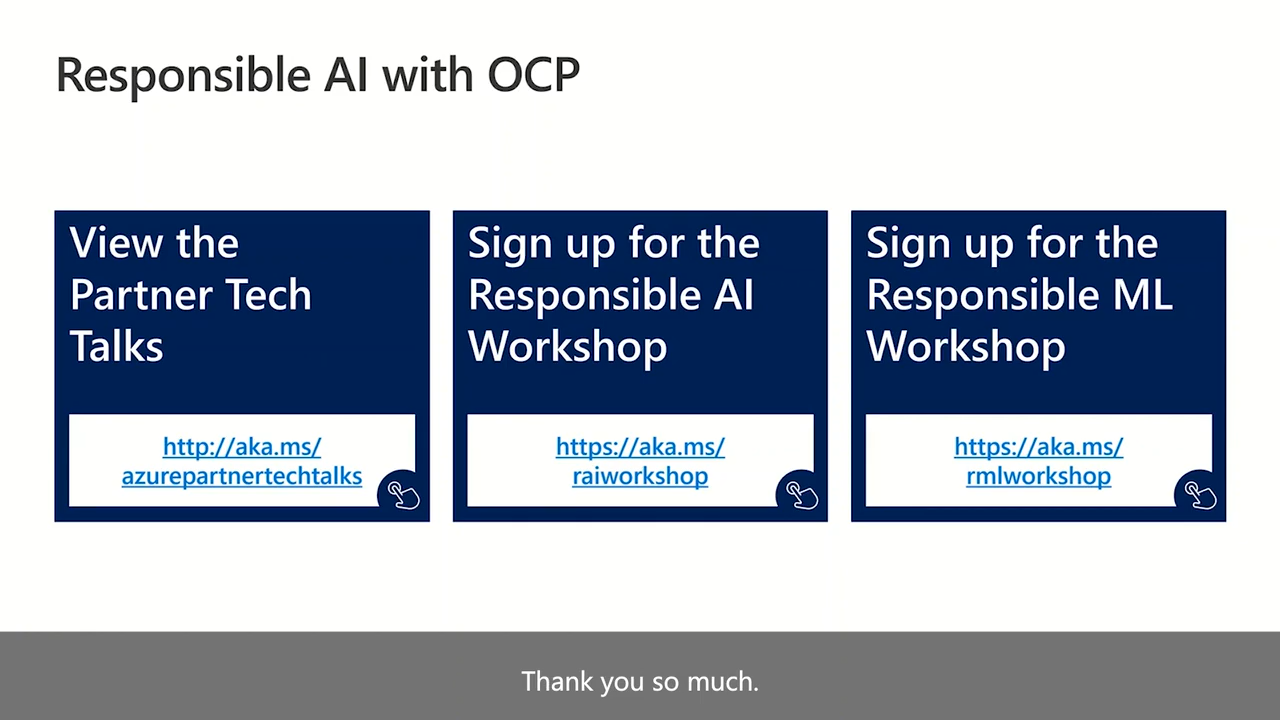 Responsible AI with OCP
View the
Partner Tech
Talks
http://aka.ms/
azurepartnertechtalks
Sign up for the
Responsible AI
Workshop
https://aka.ms/
raiworkshop
Sign up for the
Responsible ML
Workshop
https://aka.ms/
rmlworkshop
Thank you so much.